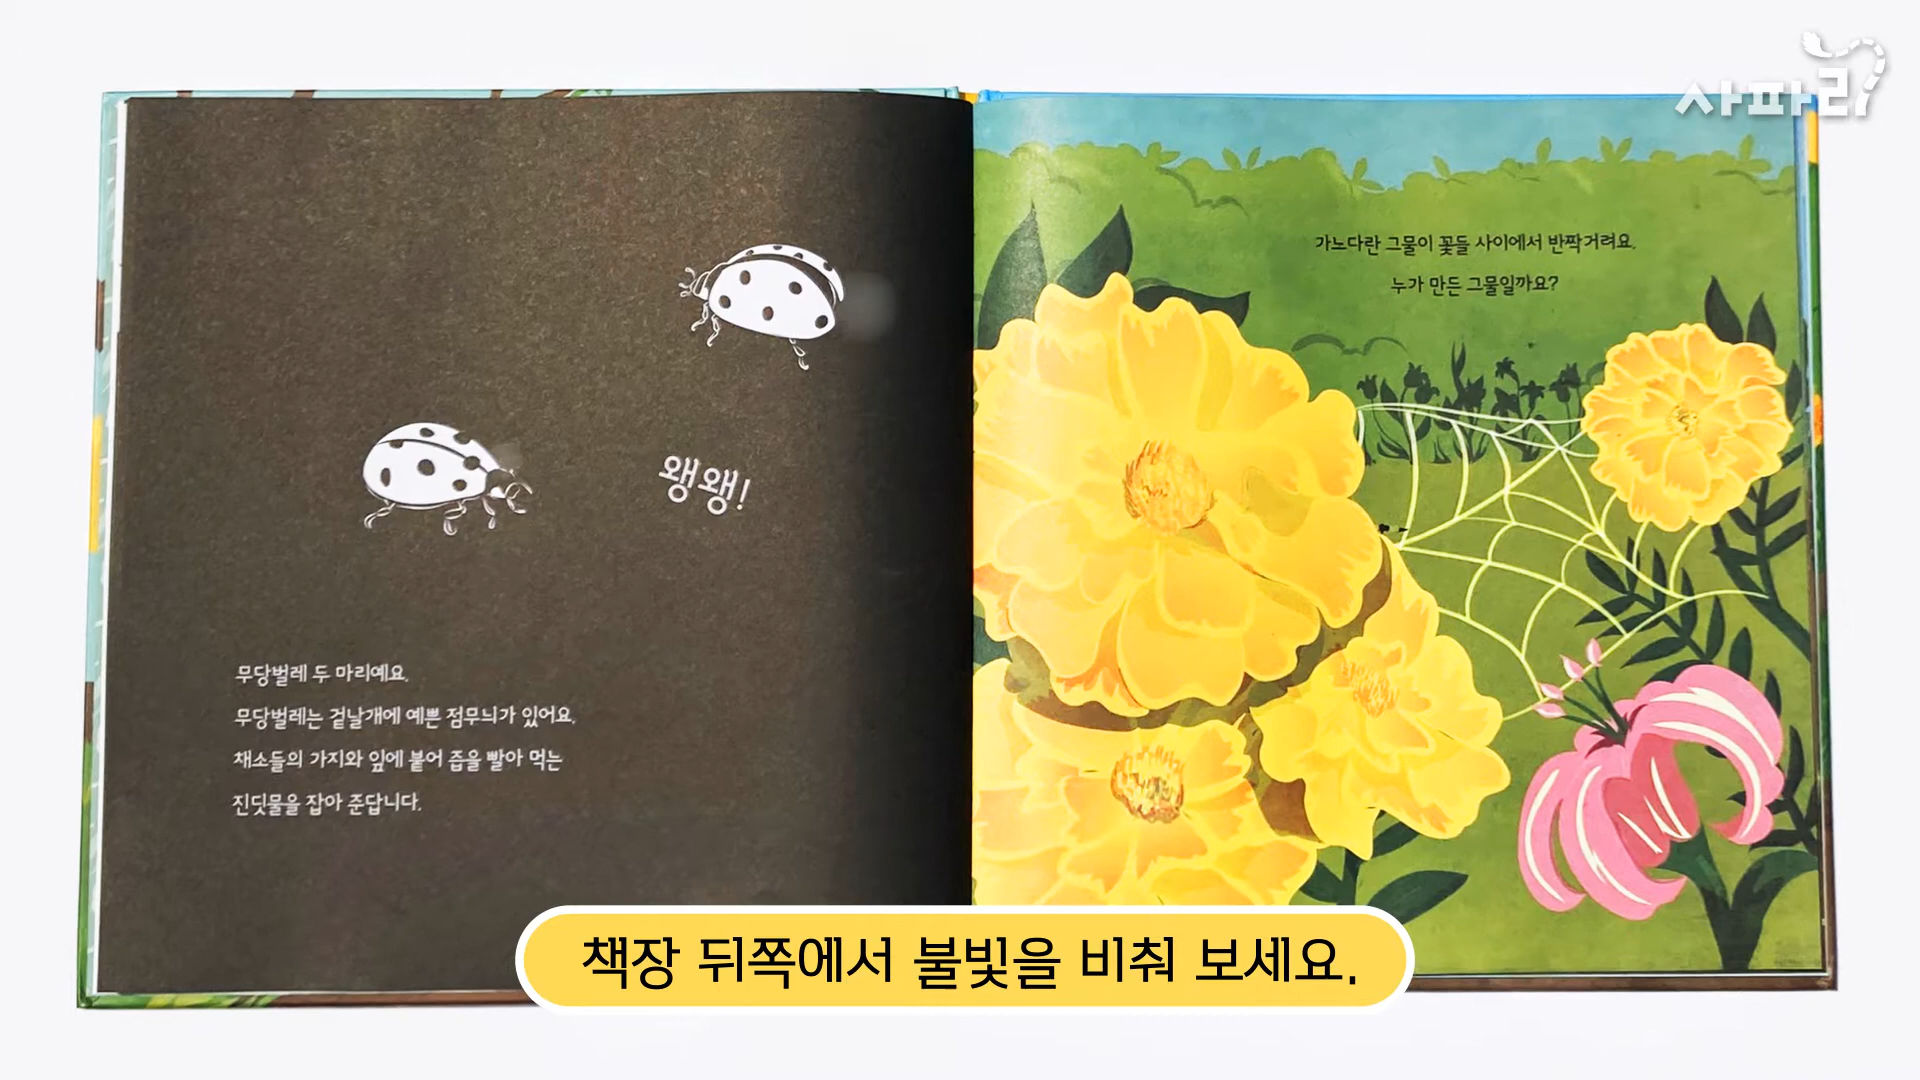 사파리
가느다란 그물이 꽃들 사이에서 반짝거려요.
누가 만든 그물일까요?
왱왱!
무당벌레 두 마리예요.
무당벌레는 겉날개에 예쁜 점무늬가 있어요.
채소들의 가지와 잎에 붙어 즙을 빨아 먹는
진딧물을 잡아 준답니다.
책장 뒤쪽에서 불빛을 비춰 보세요.